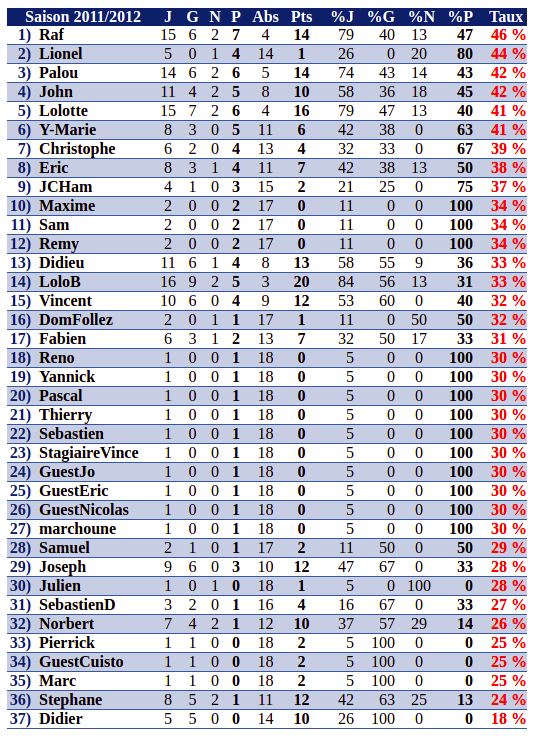 Saison 2011/2012 J G N P Abs Pts %J %G %N %P Taux
1) Raf 15 6 2 7 4 14 79 40 13 47 46 %
2) Lionel 5 0 1 4 14 1 26 0 20 80 44 %
3) Palou 14 6 2 6 5 14 74 43 14 43 42 %
4) John 11 4 2 5 8 10 58 36 18 45 42 %
5) Lolotte 15 7 2 6 4 16 79 47 13 40 41 %
6) Y-Marie 8 3 0 5 11 6 42 38 0 63 41 %
7) Christophe 6 2 0 4 13 4 32 33 0 67 39 %
8) Eric 8 3 1 4 11 7 42 38 13 50 38 %
9) JCHam 4 1 0 3 15 2 21 25 0 75 37 %
10) Maxime 2 0 0 2 17 0 11 0 0 100 34 %
11) Sam 2 0 0 2 17 0 11 0 0 100 34 %
12) Remy 2 0 0 2 17 0 11 0 0 100 34 %
13) Didieu 11 6 1 4 8 13 58 55 9 36 33 %
14) LoloB 16 9 2 5 3 20 84 56 13 31 33 %
15) Vincent 10 6 0 4 9 12 53 60 0 40 32 %
16) DomFollez 2 0 1 1 17 1 11 0 50 50 32 %
17) Fabien 6 3 1 2 13 7 32 50 17 33 31 %
18) Reno 1 0 0 1 18 0 5 0 0 100 30 %
19) Yannick 1 0 0 1 18 0 5 0 0 100 30 %
20) Pascal 1 0 0 1 18 0 5 0 0 100 30 %
21) Thierry 1 0 0 1 18 0 5 0 0 100 30 %
22) Sebastien 1 0 0 1 18 0 5 0 0 100 30 %
23) StagiaireVince 1 0 0 1 18 0 5 0 0 100 30 %
24) GuestJo 1 0 0 1 18 0 5 0 0 100 30 %
25) GuestEric 1 0 0 1 18 0 5 0 0 100 30 %
26) GuestNicolas 1 0 0 1 18 0 5 0 0 100 30 %
27) marchoune 1 0 0 1 18 0 5 0 0 100 30 %
28) Samuel 2 1 0 1 17 2 11 50 0 50 29 %
29) Joseph 9 6 0 3 10 12 47 67 0 33 28 %
30) Julien 1 0 1 0 18 1 5 0 100 0 28 %
31) SebastienD 3 2 0 1 16 4 16 67 0 33 27 %
32) Norbert 7 4 2 1 12 10 37 57 29 14 26 %
33) Pierrick 1 1 0 0 18 2 5 100 0 0 25 %
34) GuestCuisto 1 1 0 0 18 2 5 100 0 0 25 %
35) Marc 1 1 0 0 18 2 5 100 0 0 25 %
36) Stephane 8 5 2 1 11 12 42 63 25 13 24 %
37) Didier 5 5 0 0 14 10 26 100 0 0 18 %